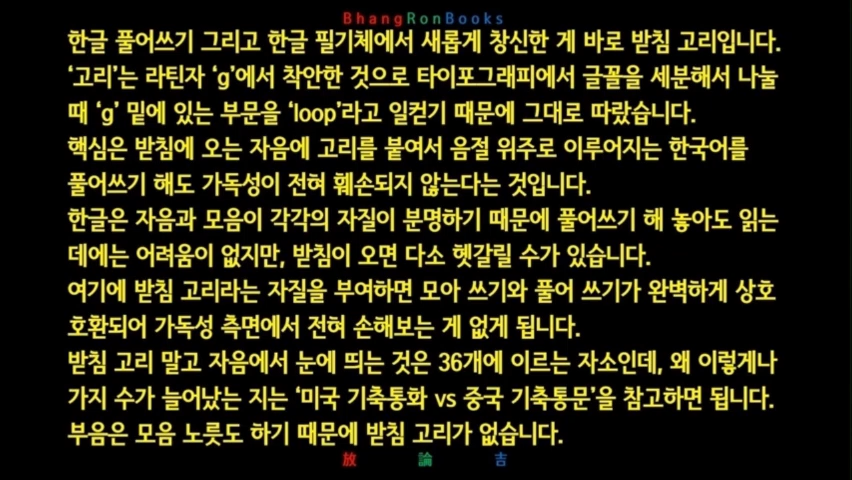 BhangRonBooks
한글 풀어쓰기 그리고 한글 필기체에서 새롭게 창신한 게 바로 받침 고리입니다.
‘고리’는 라틴자 ‘g’에서 착안한 것으로 타이포그래피에서 글꼴을 세분해서 나눌
때 ‘g’ 밑에 있는 부문을 ‘loop’라고 일컫기 때문에 그대로 따랐습니다.
핵심은 받침에 오는 자음에 고리를 붙여서 음절 위주로 이루어지는 한국어를
풀어쓰기 해도 가독성이 전혀 훼손되지 않는다는 것입니다.
한글은 자음과 모음이 각각의 자질이 분명하기 때문에 풀어쓰기 해 놓아도 읽는
데에는 어려움이 없지만, 받침이 오면 다소 헷갈릴 수가 있습니다.
여기에 받침 고리라는 자질을 부여하면 모아 쓰기와 풀어 쓰기가 완벽하게 상호
호환되어 가독성 측면에서 전혀 손해보는 게 없게 됩니다.
받침 고리 말고 자음에서 눈에 띄는 것은 36개에 이르는 자소인데, 왜 이렇게나
가지 수가 늘어났는 지는 ‘미국 기축통화 vs 중국 기축통문’을 참고하면 됩니다.
부음은 모음 노릇도 하기 때문에 받침 고리가 없습니다.
放 論 吉